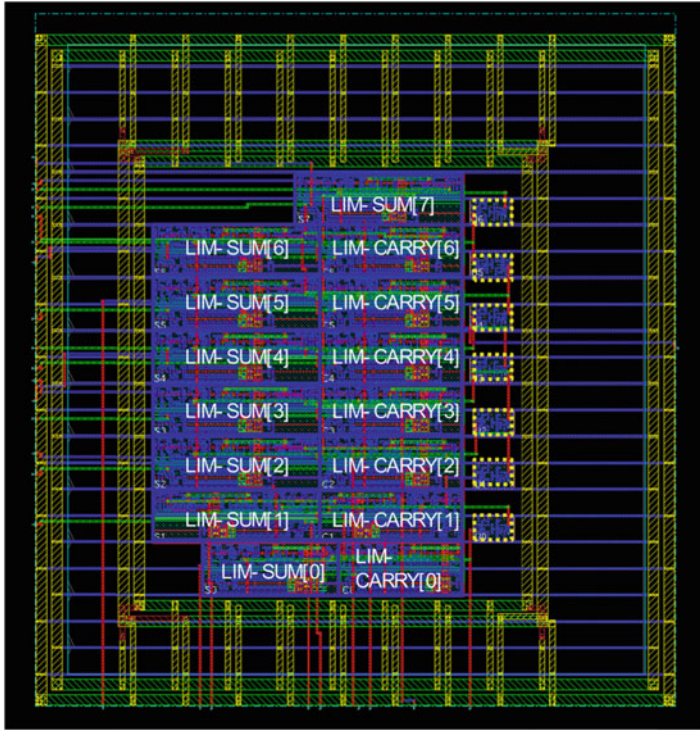 LIM- SUM[7]
LIM- SUM[6] LIM- CARRY[6]
LIM- SUM[5] LIM- CARRY[5]
LIM- SUM[4] LIM- CARRY[4]
LIM- SUM[3] LIM- CARRY[3]
LIM- SUM[2] LIM- CARRY[2]
LIM- SUM[1] LIM- CARRY[1]
LIM- SUM[0] LIM-
CARRY[0]